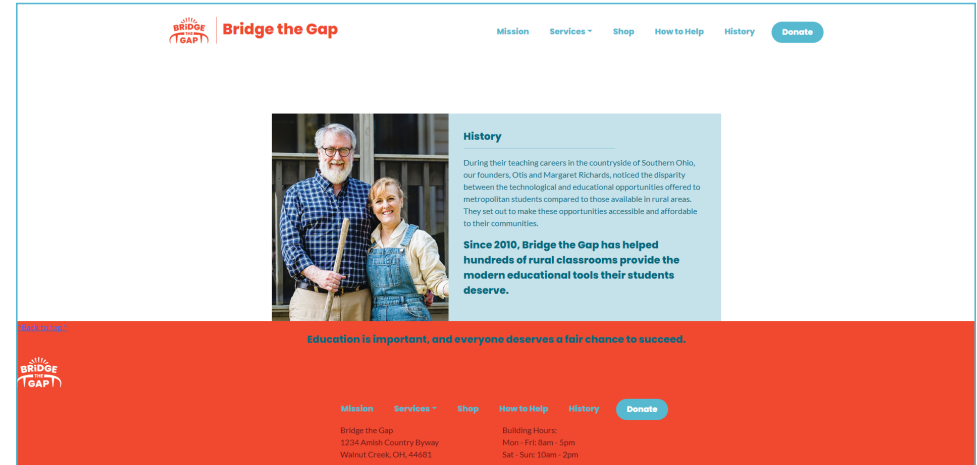 BRIDGE
THE
GAP
Bridge the Gap
Mission Services Shop How to Help History Donate
History
During their teaching careers in the countryside of Southern Ohio,
our founders, Otis and Margaret Richards, noticed the disparity
between the technological and educational opportunities offered to
metropolitan students compared to those available in rural areas.
They set out to make these opportunities accessible and affordable
to their communities.
Since 2010, Bridge the Gap has helped
hundreds of rural classrooms provide the
modern educational tools their students
deserve.
Back to top
Education is important, and everyone deserves a fair chance to succeed.
BRIDGE
THE
GAP
Mission Services Shop How to Help History Donate
Bridge the Gap
1234 Amish Country Byway
Walnut Creek, OH, 44681
Building Hours:
Mon - Fri: 8am - 5pm
Sat - Sun: 10am - 2pm